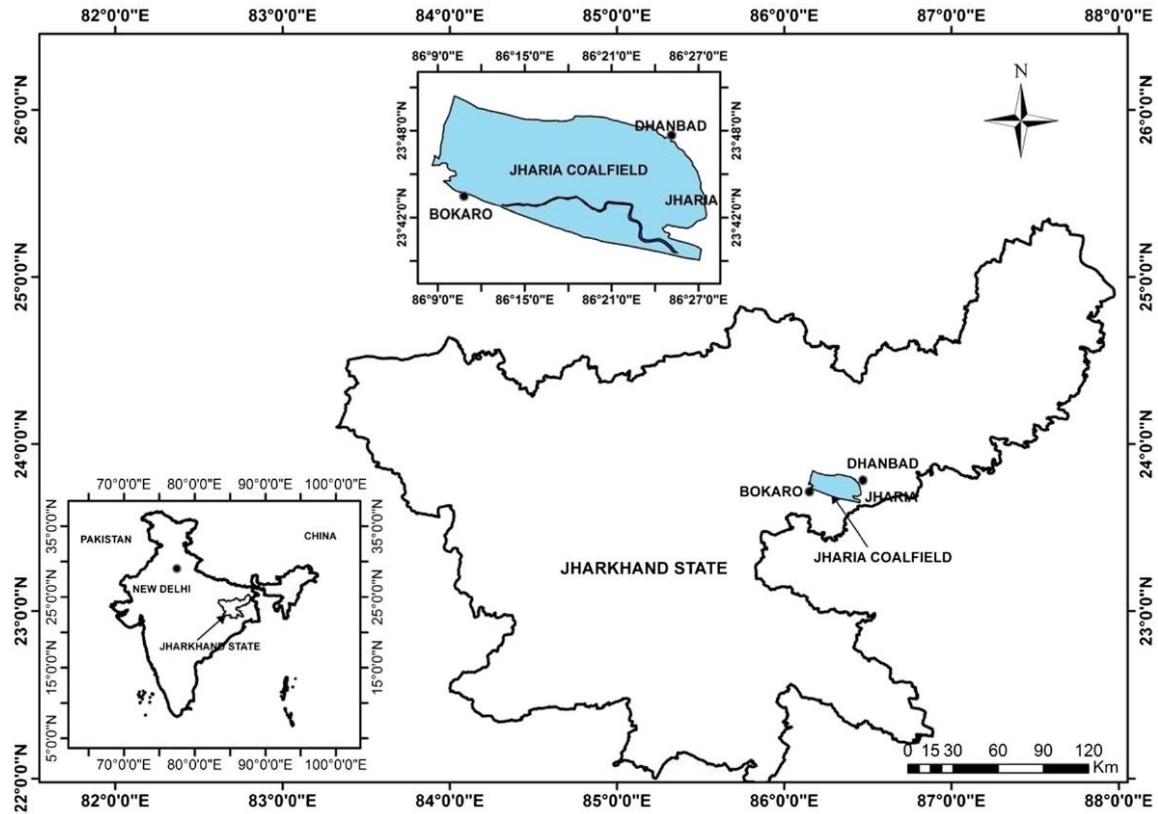 82°0'0"E 83°0'0"E 84°0'0"E 85°0'0"E 86°0'0"E 87°0'0"E 88°0'0"E
86°9'0"E 86°15'0"E 86°21'0"E 86°27'0"E
23°48'0"N
23°42'0"N
DHANBAD
JHARIA COALFIELD
JHARIA
BOKARO
23°48'0"N
23°42'0"N
86°9'0"E 86°15'0"E 86°21'0"E 86°27'0"E
N
26°0'0"N
25°0'0"N
24°0'0"N
23°0'0"N
22°0'0"N
26°0'0"N
25°0'0"N
24°0'0"N
23°0'0"N
22°0'0"N
DHANBAD
BOKARO
JHARIA
JHARIA COALFIELD
JHARKHAND STATE
70°0'0"E 80°0'0"E 90°0'0"E 100°0'0"E
35°0'0"N
25°0'0"N
15°0'0"N
5°0'0"N
PAKISTAN
CHINA
NEW DELHI
JHARKHAND STATE
35°0'0"N
25°0'0"N
15°0'0"N
5°0'0"N
70°0'0"E 80°0'0"E 90°0'0"E 100°0'0"E
0 15 30 60 90 120
Km
82°0'0"E 83°0'0"E 84°0'0"E 85°0'0"E 86°0'0"E 87°0'0"E 88°0'0"E